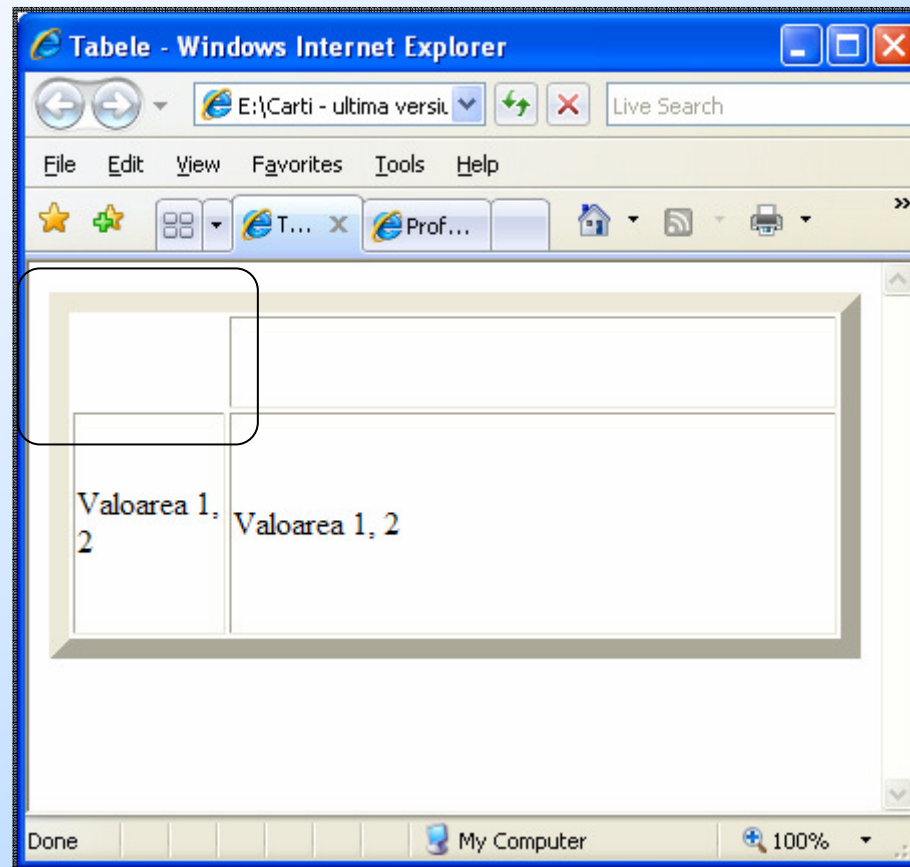 Tabele - Windows Internet Explorer
E:\Carti - ultima versiu
Live Search
File Edit View Favorites Tools Help
T... X Prof... »
Valoarea 1,
2
Valoarea 1, 2
Done My Computer 100%